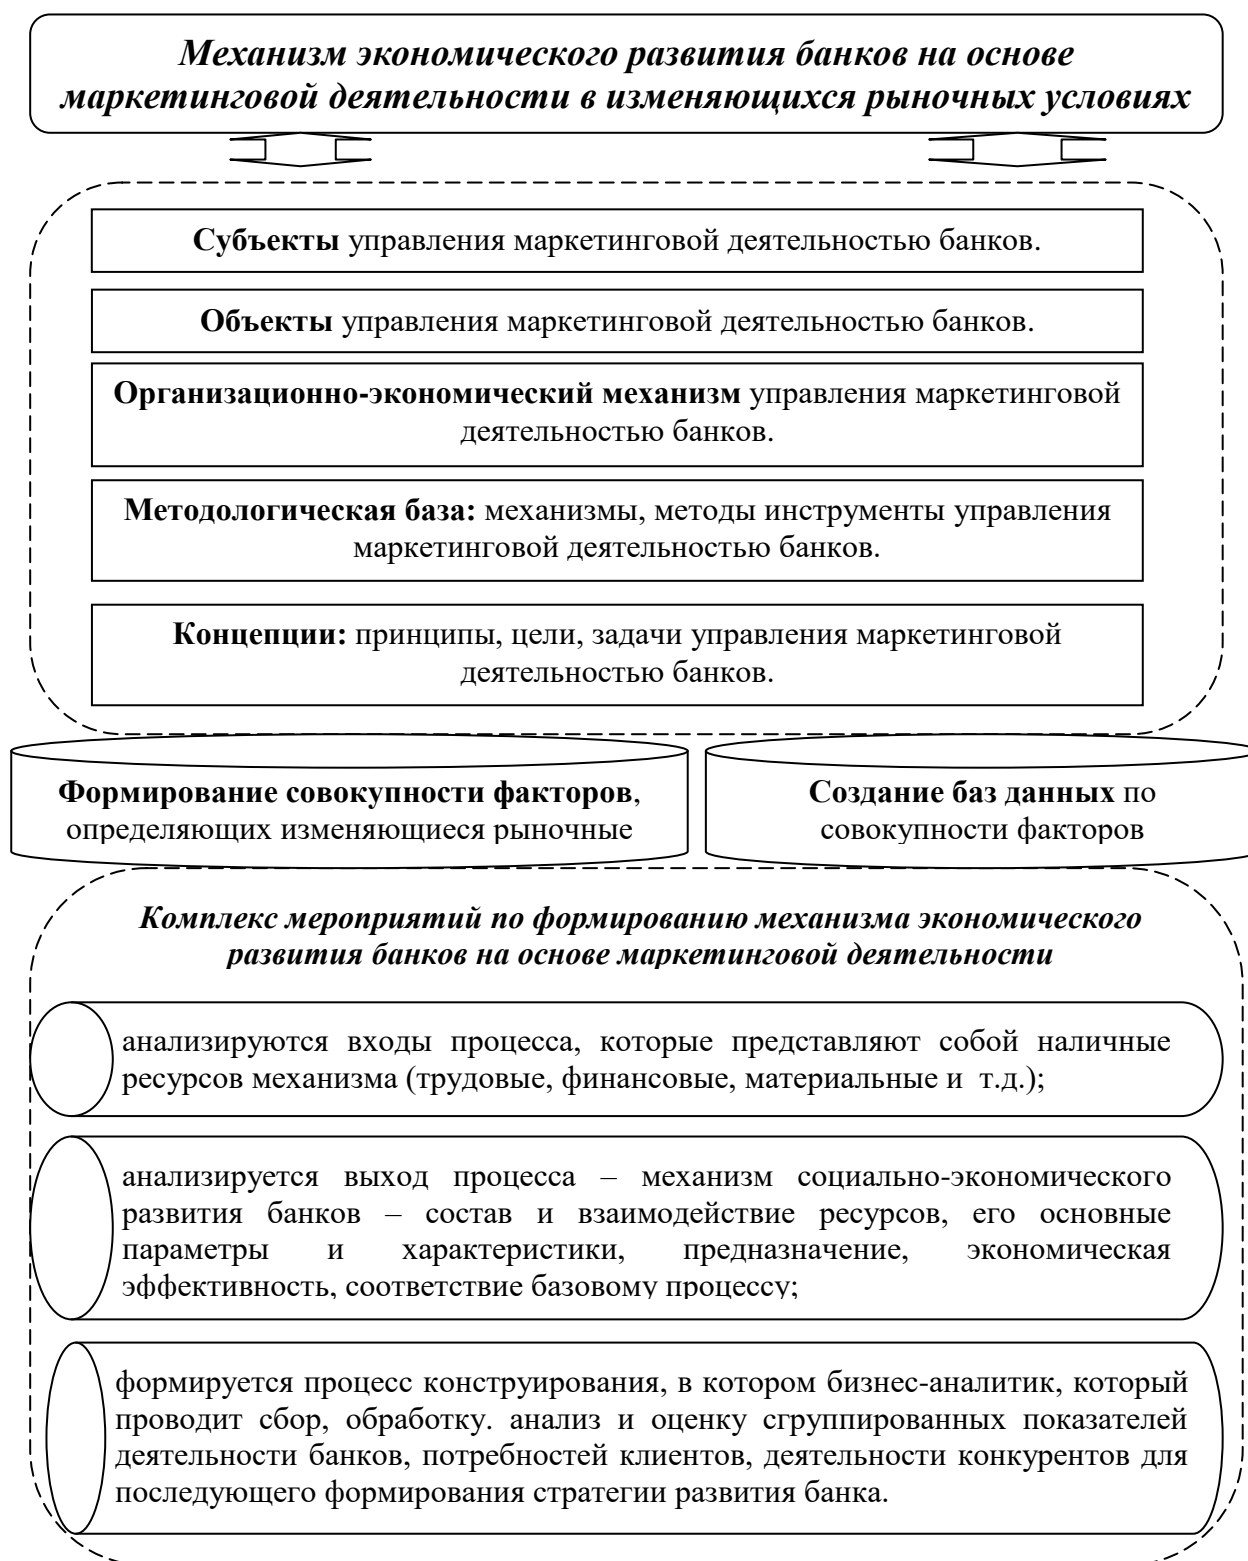 Механизм экономического развития банков на основе
маркетинговой деятельности в изменяющихся рыночных условиях
Субъекты управления маркетинговой деятельностью банков.
Объекты управления маркетинговой деятельностью банков.
Организационно-экономический механизм управления маркетинговой
деятельностью банков.
Методологическая база: механизмы, методы инструменты управления
маркетинговой деятельностью банков.
Концепции: принципы, цели, задачи управления маркетинговой
деятельностью банков.
Формирование совокупности факторов,
определяющих изменяющиеся рыночные
Создание баз данных по
совокупности факторов
Комплекс мероприятий по формированию механизма экономического
развития банков на основе маркетинговой деятельности
анализируются входы процесса, которые представляют собой наличные
ресурсов механизма (трудовые, финансовые, материальные и т.д.);
анализируется выход процесса – механизм социально-экономического
развития банков – состав и взаимодействие ресурсов, его основные
параметры и характеристики, предназначение, экономическая
эффективность, соответствие базовому процессу;
формируется процесс конструирования, в котором бизнес-аналитик, который
проводит сбор, обработку. анализ и оценку сгруппированных показателей
деятельности банков, потребностей клиентов, деятельности конкурентов для
последующего формирования стратегии развития банка.